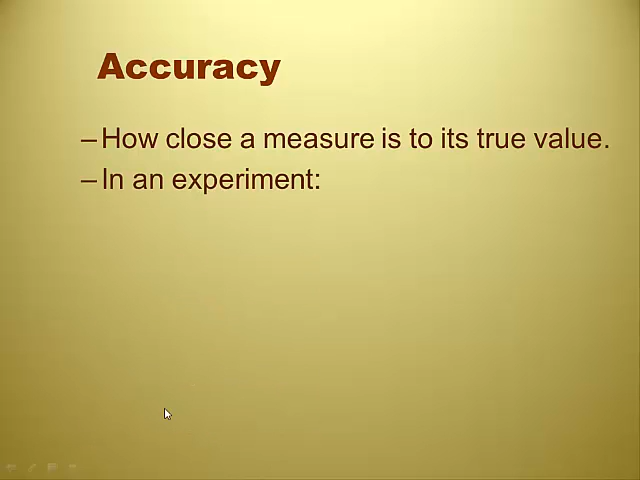 Accuracy
–How close a measure is to its true value.
–In an experiment: